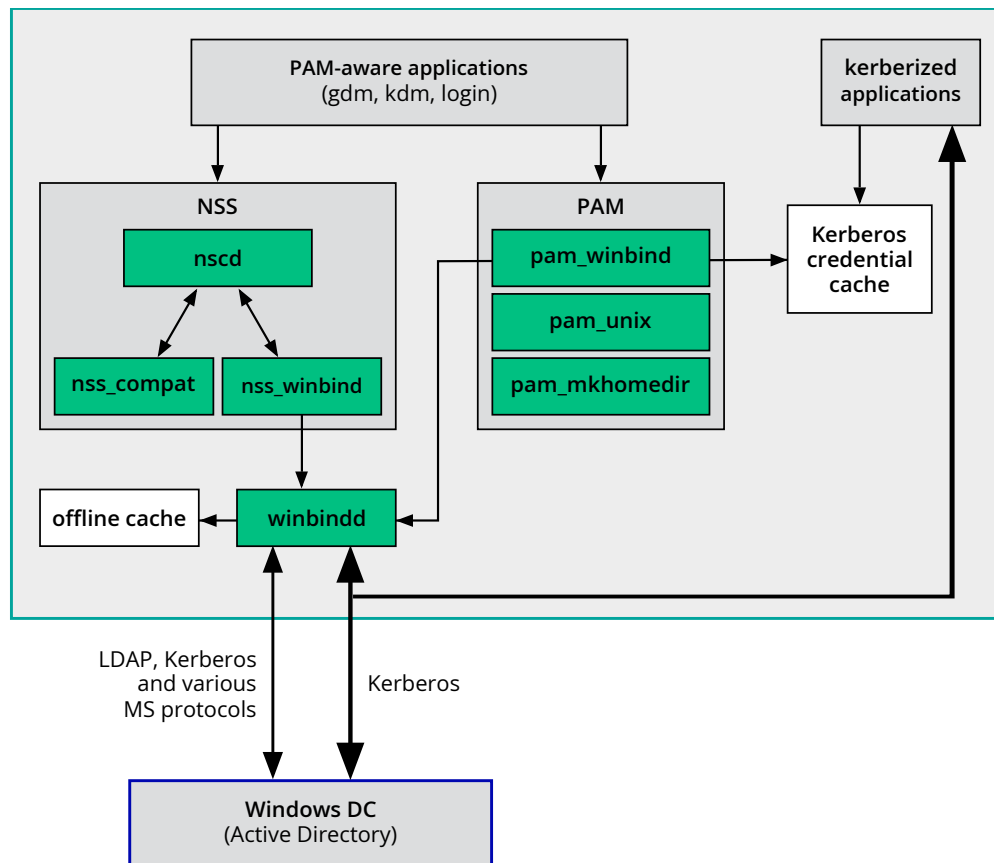 PAM-aware applications
(gdm, kdm, login)
kerberized
applications
NSS
PAM
nscd
pam_winbind
Kerberos
credential
cache
pam_unix
nss_compat
nss_winbind
pam_mkhomedir
offline cache
winbindd
LDAP, Kerberos
and various
MS protocols
Kerberos
Windows DC
(Active Directory)